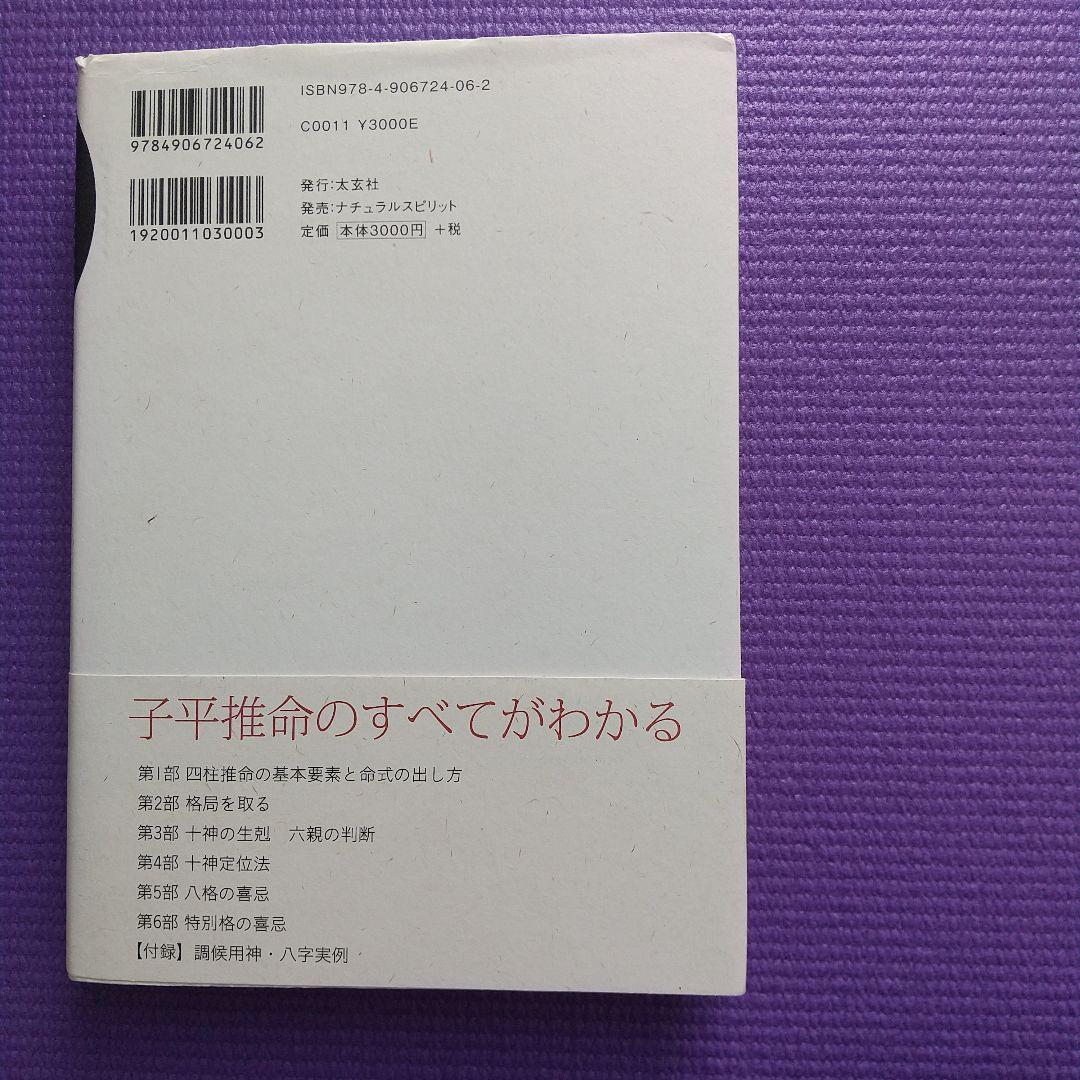 ISBN978-4-906724-06-2
C0011 ¥3000E
9784906724062
1920011030003
発行:太玄社
発売:ナチュラルスピリット
定価 本体3000円 +税
子平推命のすべてがわかる
第1部 四柱推命の基本要素と命式の出し方
第2部 格局を取る
第3部 十神の生剋 六親の判断
第4部 十神定位法
第5部 八格の喜忌
第6部 特別格の喜忌
【付録】 調候用神・八字実例